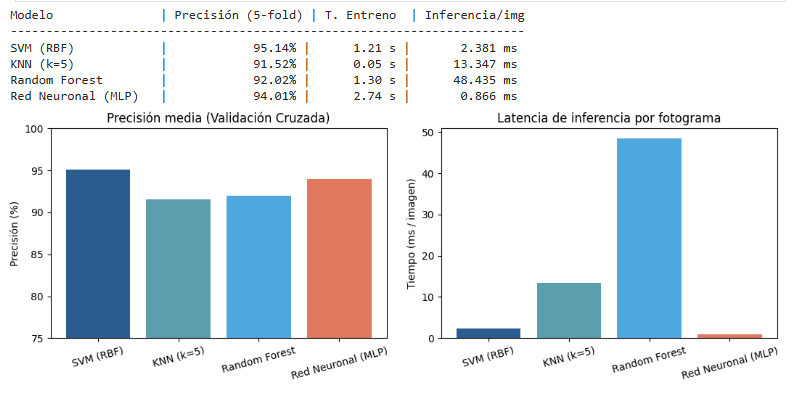 Modelo | Precisión (5-fold) | T. Entreno | Inferencia/img
----------------------------------------------------------------------
SVM (RBF) | 95.14% | 1.21 s | 2.381 ms
KNN (k=5) | 91.52% | 0.05 s | 13.347 ms
Random Forest | 92.02% | 1.30 s | 48.435 ms
Red Neuronal (MLP) | 94.01% | 2.74 s | 0.866 ms
Precisión media (Validación Cruzada)
Precisión (%)
100
95
90
85
80
75
SVM (RBF)
KNN (k=5)
Random Forest
Red Neuronal (MLP)
Latencia de inferencia por fotograma
Tiempo (ms / imagen)
50
40
30
20
10
0
SVM (RBF)
KNN (k=5)
Random Forest
Red Neuronal (MLP)